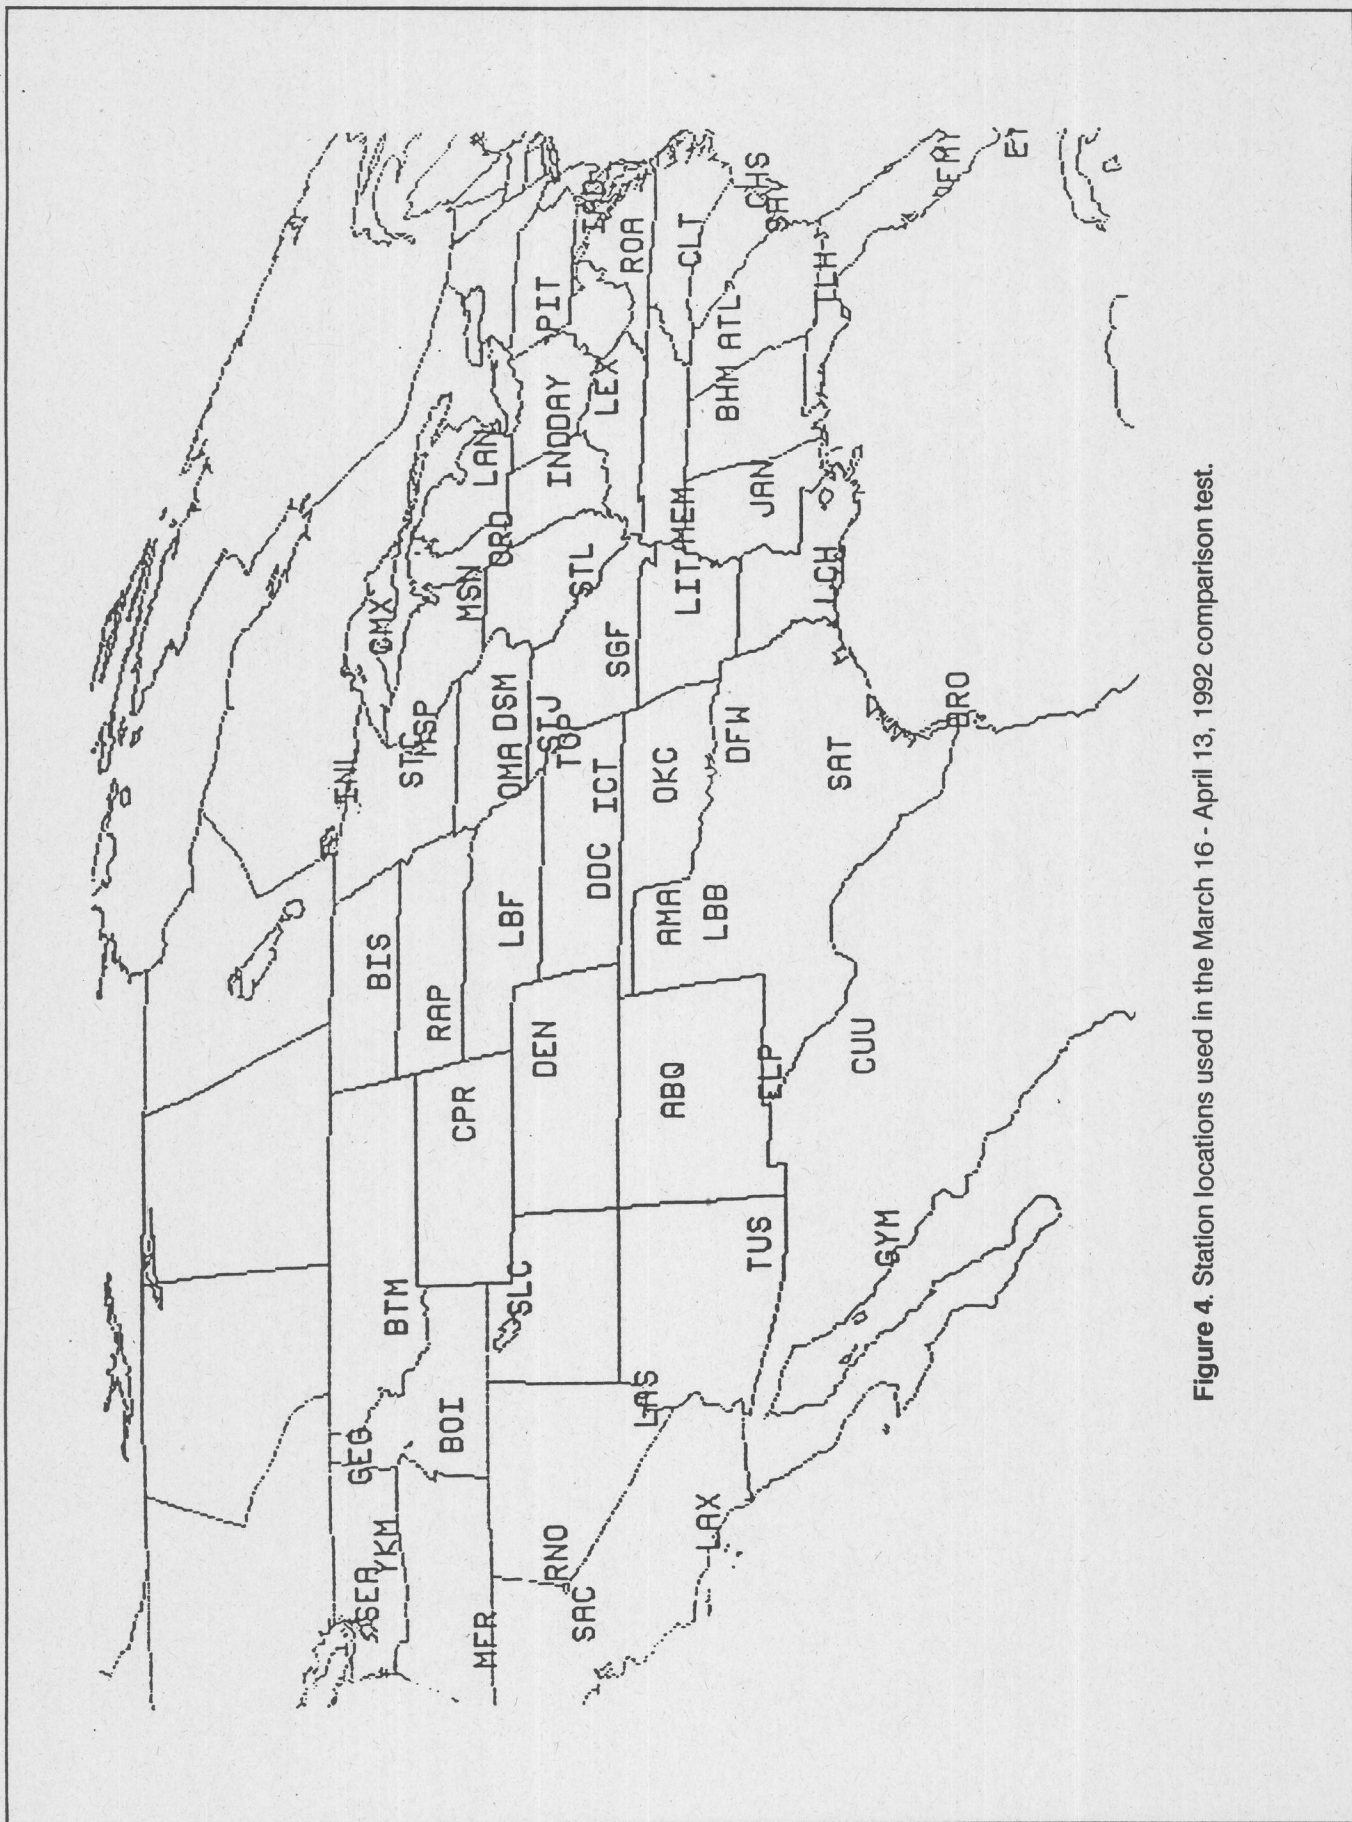 INL
CMX
SEA
GEG
YKM
BIS
STC
MSP
BTM
RAP
MSN
LAN
BOI
CPR
ORD
MFR
SLC
LBF
OMA DSM
PIT
RNO
DEN
STJ
TOP
INDDAY
SAC
DDC
ICT
STL
IAD
LEX
SGF
ROA
LAS
ABQ
AMA
OKC
LIT
MEM
CLT
LAX
LBB
DFW
BHM
ATL
CHS
TUS
ELP
JAN
SAV
SAT
LCH
TLH
CUU
GYM
BRO
Figure 4. Station locations used in the March 16 - April 13, 1992 comparison test.